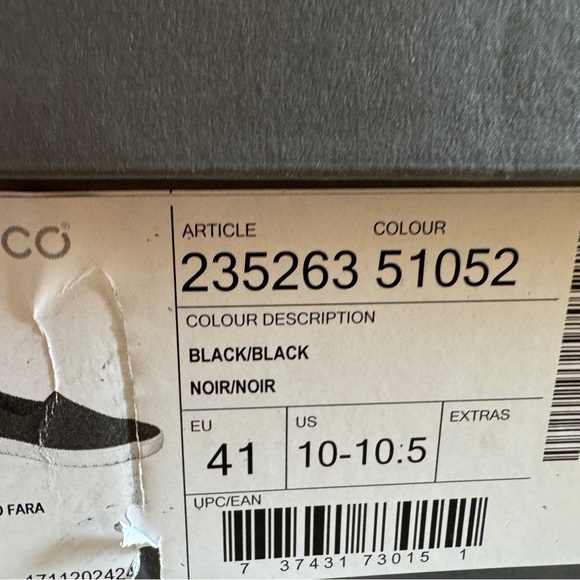 CO®
ARTICLE COLOUR
235263 51052
COLOUR DESCRIPTION
BLACK/BLACK
NOIR/NOIR
EU US EXTRAS
41 10-10.5
FARA
UPC/EAN
7 37431 73015 1